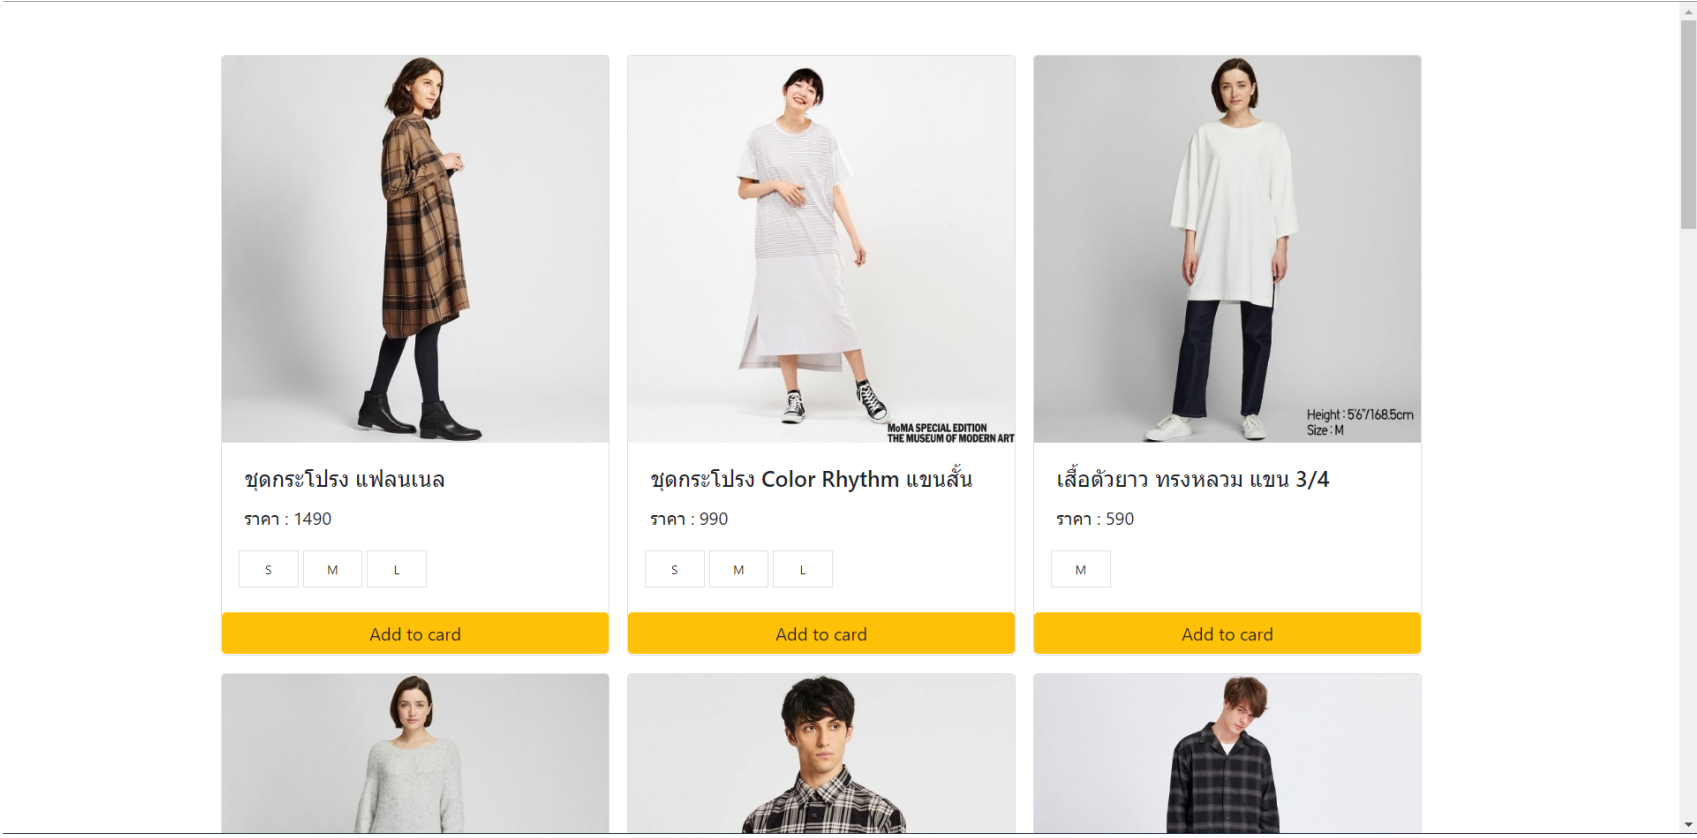 MoMA SPECIAL EDITION
THE MUSEUM OF MODERN ART
Height : 5'6"/168.5cm
Size : M
ชุดกระโปรง แฟลนเนล
ราคา : 1490
S M L
Add to card
ชุดกระโปรง Color Rhythm แขนสั้น
ราคา : 990
S M L
Add to card
เสื้อตัวยาว ทรงหลวม แขน 3/4
ราคา : 590
M
Add to card